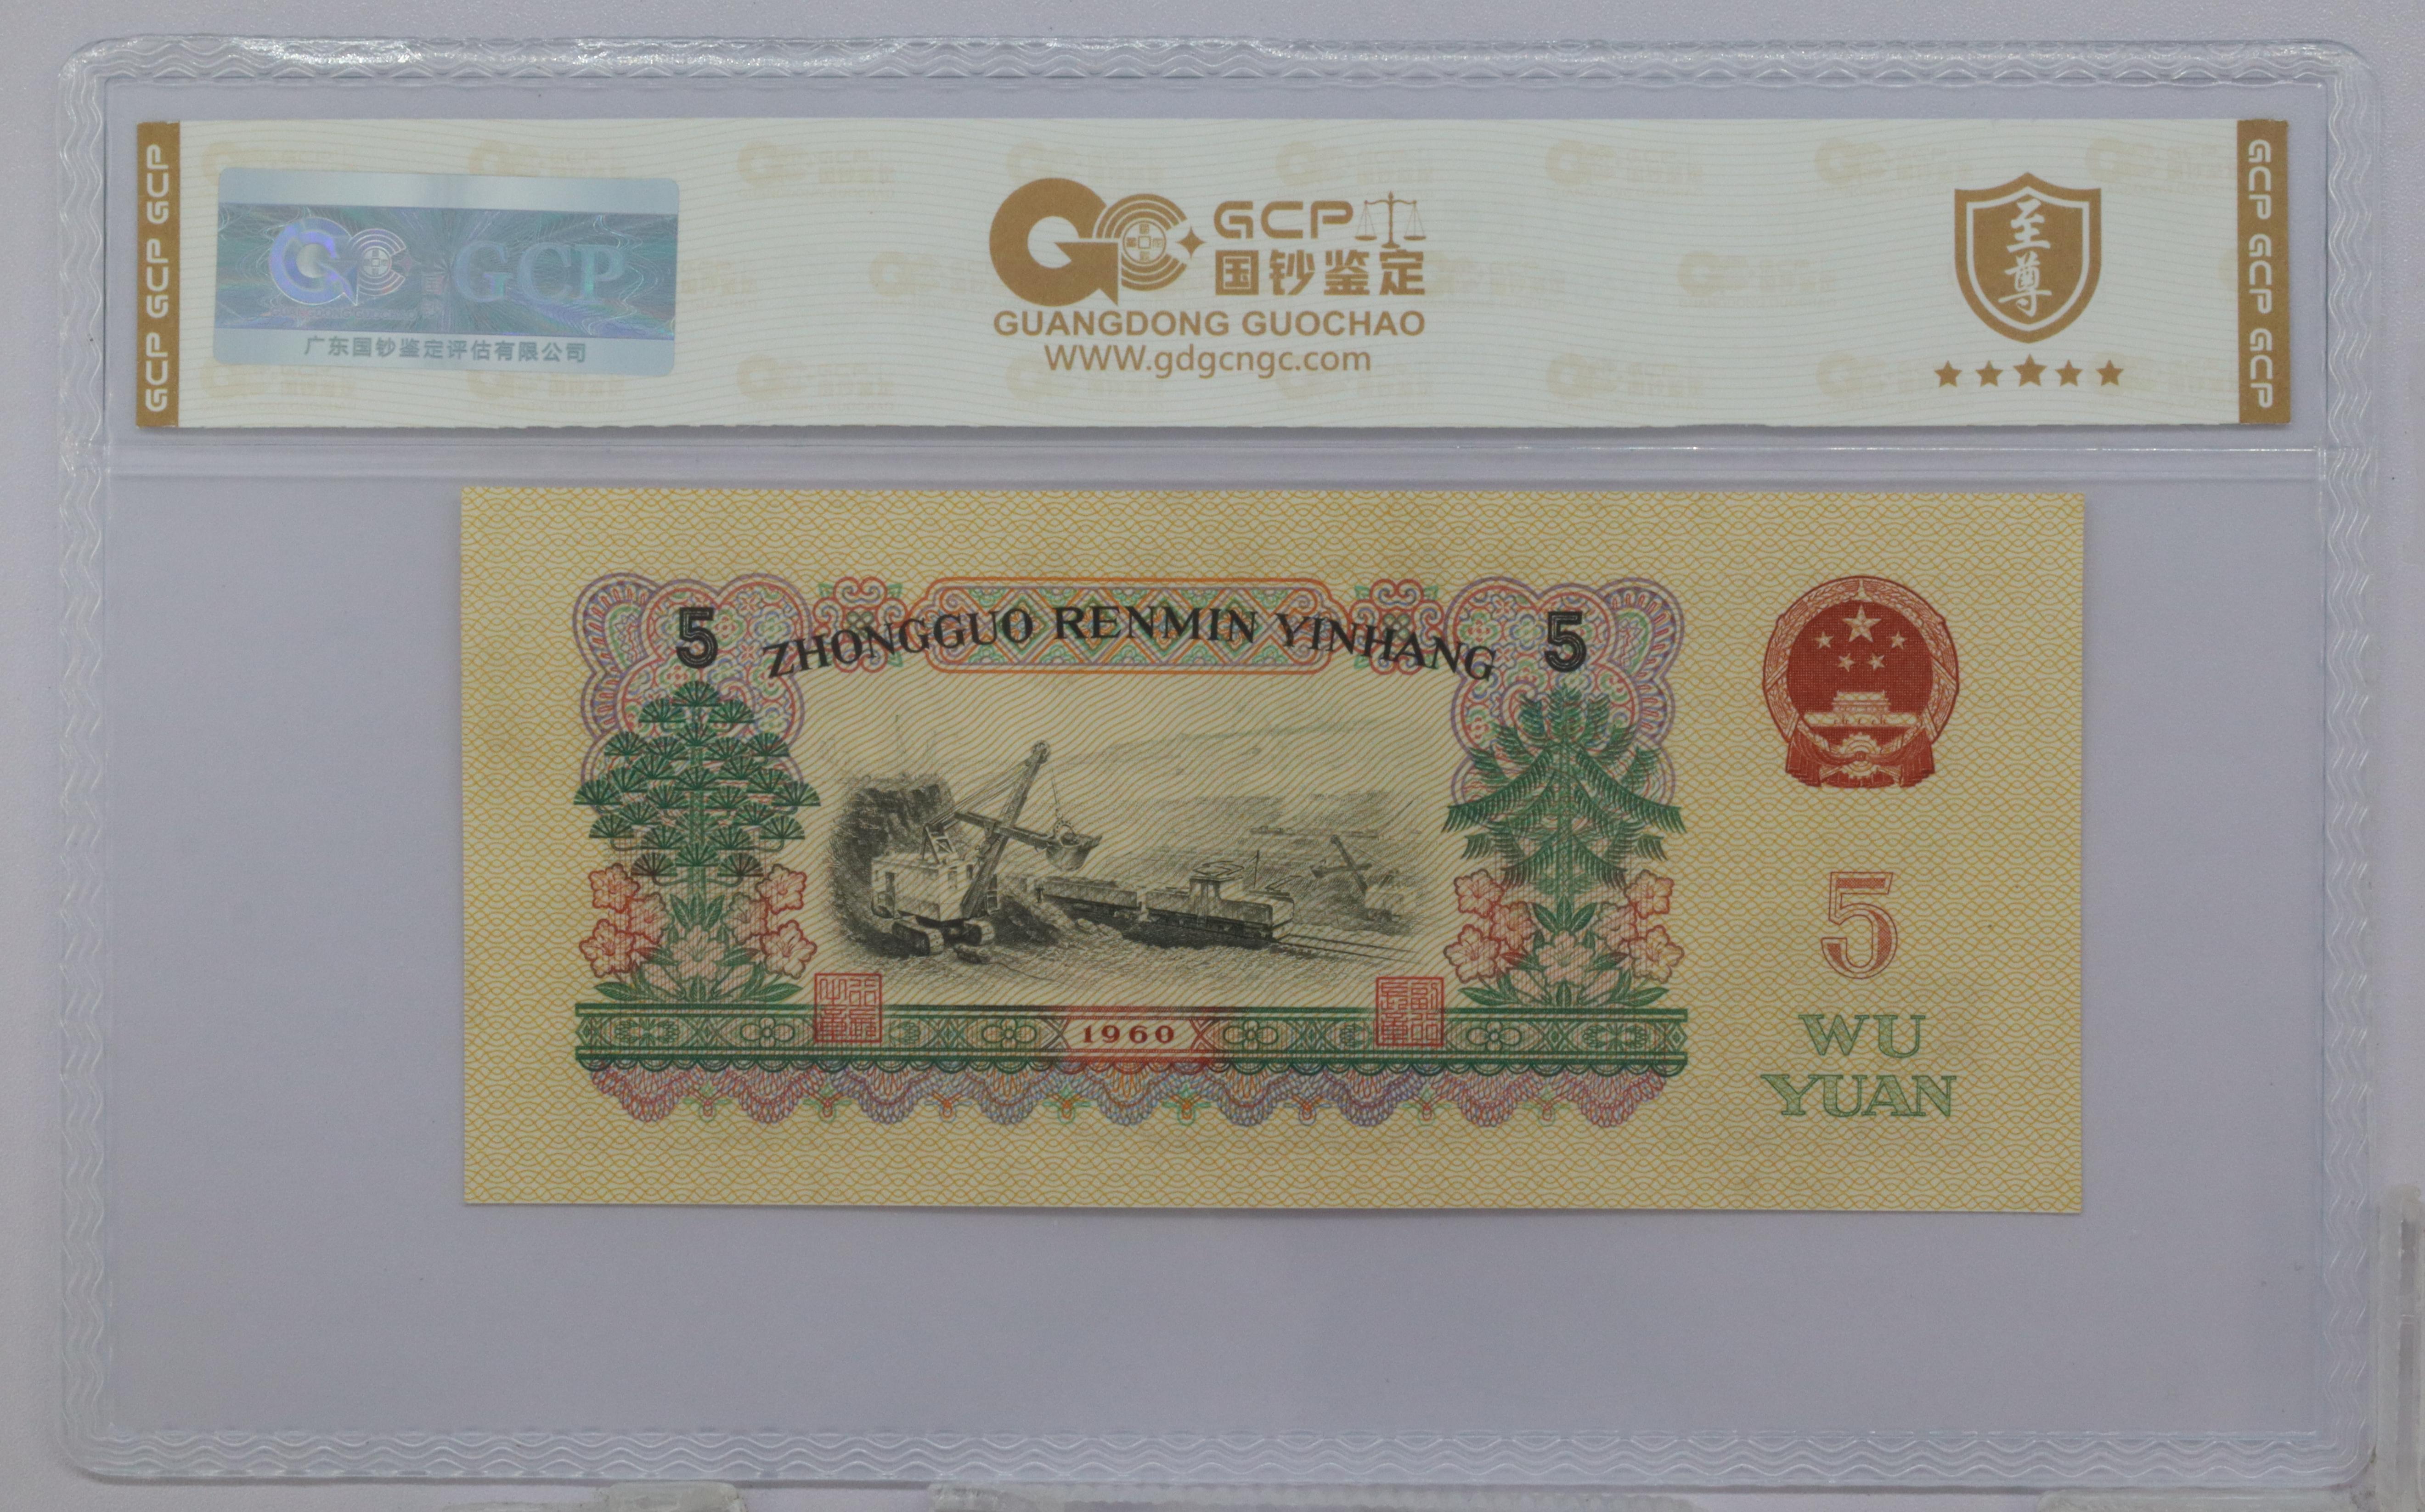 GCP GCP GCP
GC GCP
广东国钞鉴定评估有限公司
GCP
国钞鉴定
GUANGDONG GUOCHAO
WWW.gdgcngc.com
至尊
GCP GCP GCP
5 ZHONGGUO RENMIN YINHANG 5
1960
5
WU
YUAN